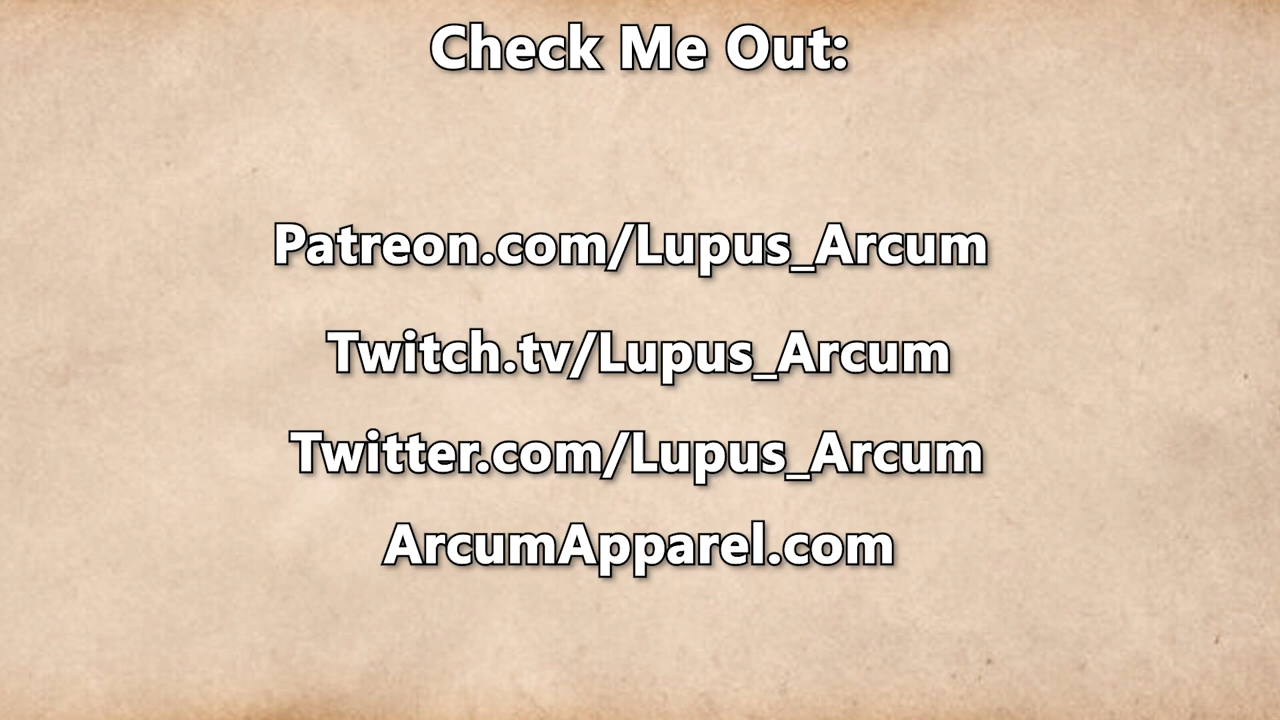 Check Me Out:
Patreon.com/Lupus_Arcum
Twitch.tv/Lupus_Arcum
Twitter.com/Lupus_Arcum
ArcumApparel.com